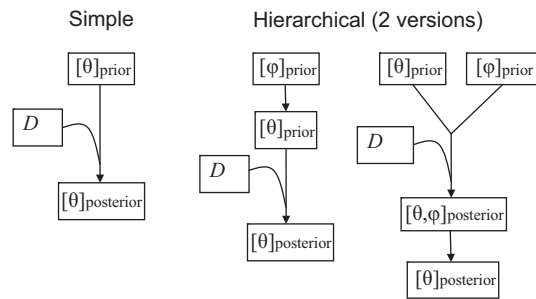 Simple
Hierarchical (2 versions)
[θ]prior
[φ]prior
[θ]prior
[φ]prior
D
[θ]prior
D
D
[θ]posterior
[θ,φ]posterior
[θ]posterior
[θ]posterior